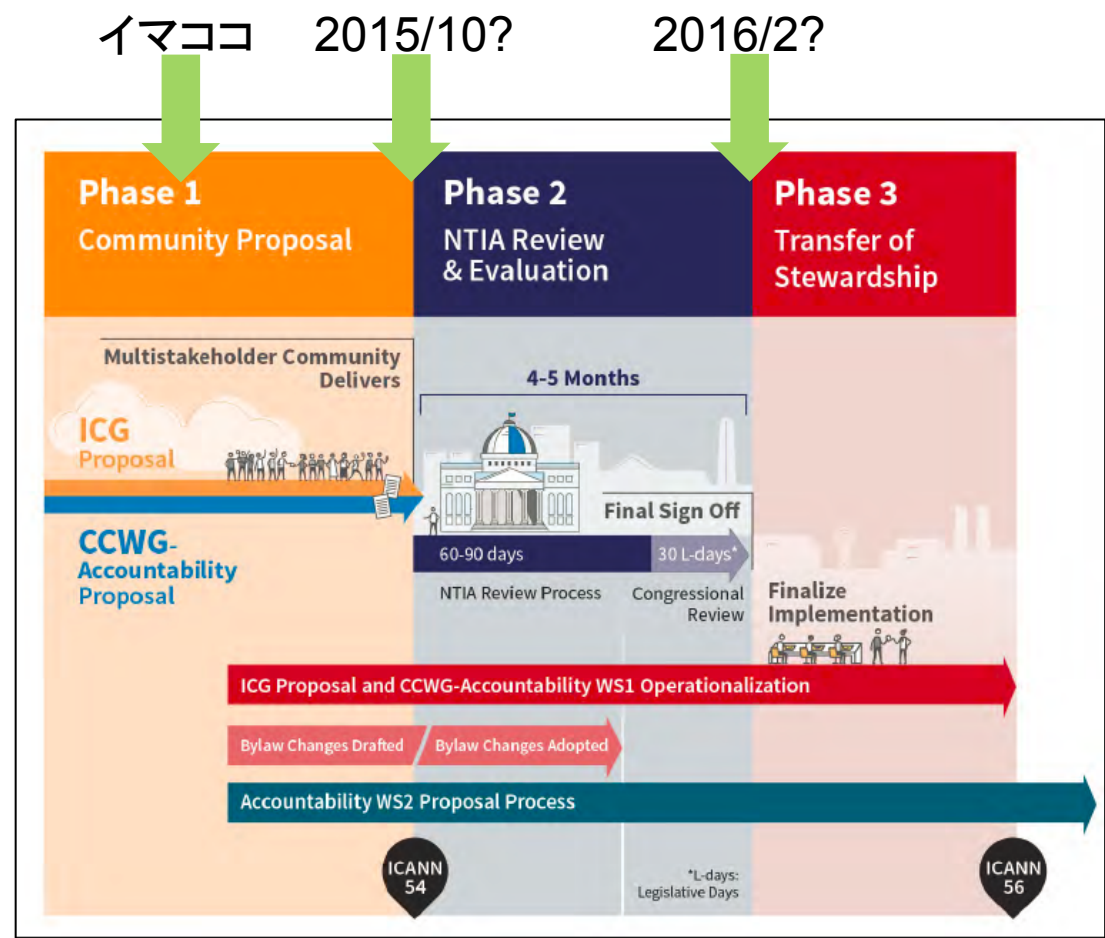 イマココ
2015/10?
2016/2?
Phase 1
Community Proposal
Phase 2
NTIA Review
& Evaluation
Phase 3
Transfer of
Stewardship
Multistakeholder Community
Delivers
ICG
Proposal
CCWG-
Accountability
Proposal
4-5 Months
Final Sign Off
60-90 days
30 L-days*
NTIA Review Process
Congressional
Review
Finalize
Implementation
ICG Proposal and CCWG-Accountability WS1 Operationalization
Bylaw Changes Drafted
Bylaw Changes Adopted
Accountability WS2 Proposal Process
ICANN
54
*L-days:
Legislative Days
ICANN
56